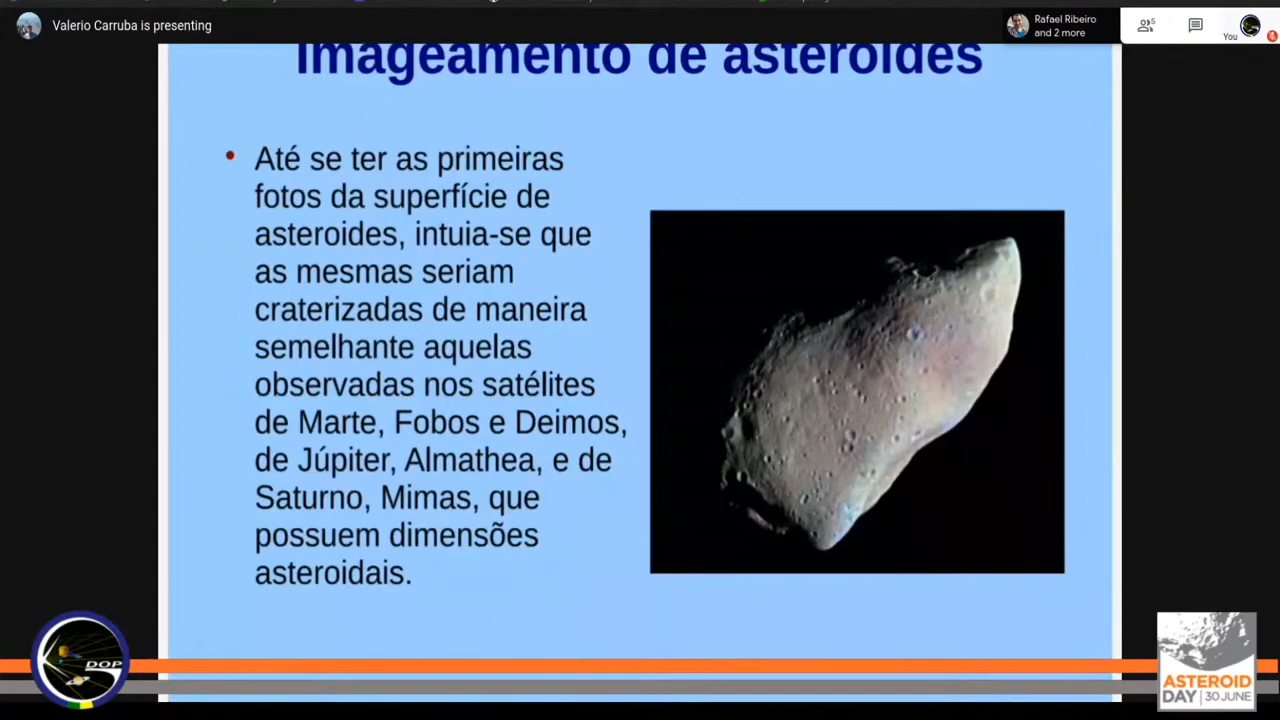 Valerio Carruba is presenting
Rafael Ribeiro
and 2 more
5
You
Imageamento de asteroides
• Até se ter as primeiras
fotos da superfície de
asteroides, intuia-se que
as mesmas seriam
craterizadas de maneira
semelhante aquelas
observadas nos satélites
de Marte, Fobos e Deimos,
de Júpiter, Almathea, e de
Saturno, Mimas, que
possuem dimensões
asteroidais.
DOP
ASTEROID
DAY | 30 JUNE